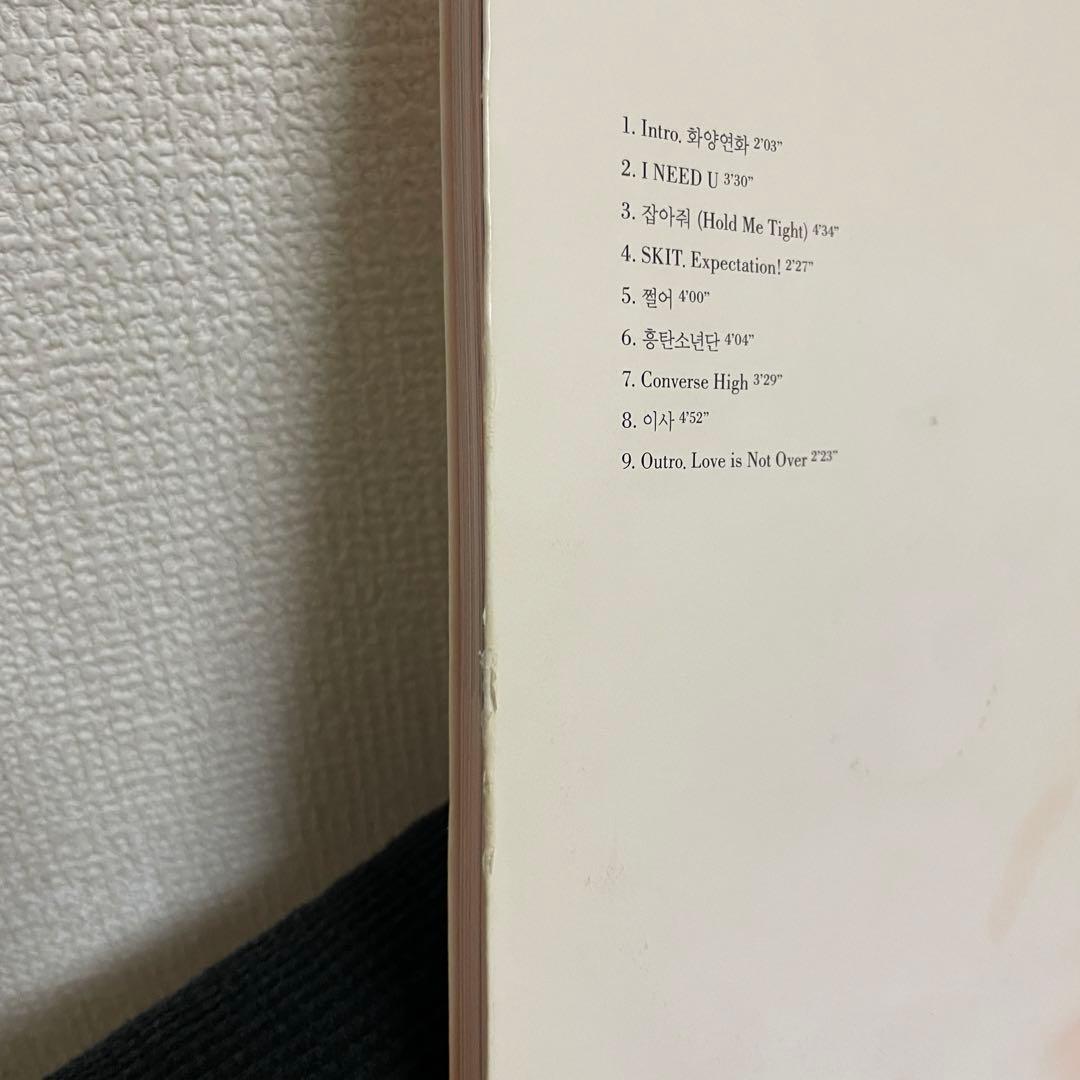 1. Intro. 화양연화 2'03"
2. I NEED U 3'30"
3. 잡아줘 (Hold Me Tight) 4'34"
4. SKIT. Expectation! 2'27"
5. 쩔어 4'00"
6. 흥탄소년단 4'04"
7. Converse High 3'29"
8. 이사 4'52"
9. Outro. Love is Not Over 2'23"